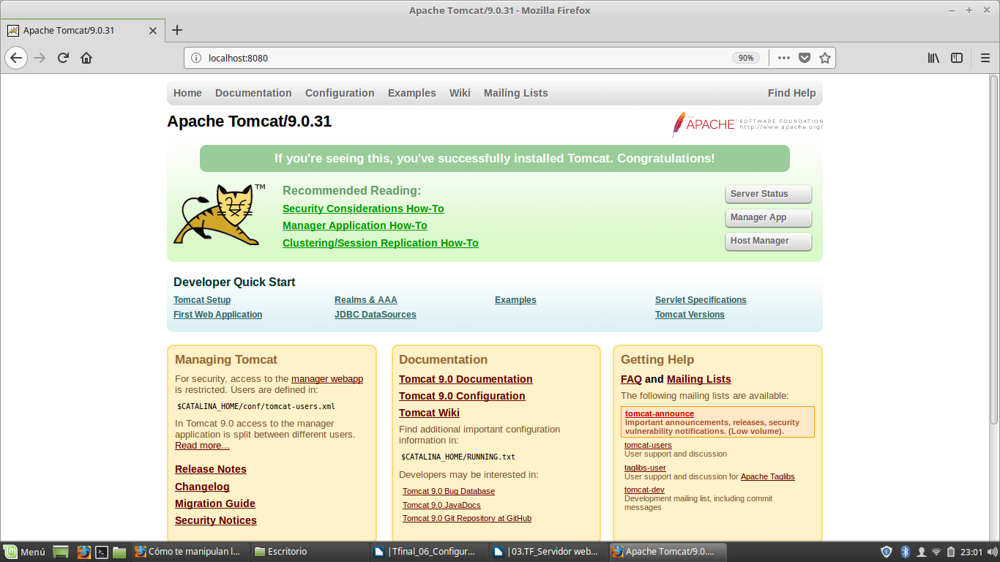 Apache Tomcat/9.0.31 - Mozilla Firefox
Apache Tomcat/9.0.31
localhost:8080
90%
Home Documentation Configuration Examples Wiki Mailing Lists Find Help
Apache Tomcat/9.0.31
THE APACHE SOFTWARE FOUNDATION
http://www.apache.org/
If you're seeing this, you've successfully installed Tomcat. Congratulations!
TM
Recommended Reading:
Security Considerations How-To
Manager Application How-To
Clustering/Session Replication How-To
Server Status
Manager App
Host Manager
Developer Quick Start
Tomcat Setup
First Web Application
Realms & AAA
JDBC DataSources
Examples
Servlet Specifications
Tomcat Versions
Managing Tomcat
For security, access to the manager webapp
is restricted. Users are defined in:
$CATALINA_HOME/conf/tomcat-users.xml
In Tomcat 9.0 access to the manager
application is split between different users.
Read more...
Release Notes
Changelog
Migration Guide
Security Notices
Documentation
Tomcat 9.0 Documentation
Tomcat 9.0 Configuration
Tomcat Wiki
Find additional important configuration
information in:
$CATALINA_HOME/RUNNING.txt
Developers may be interested in:
Tomcat 9.0 Bug Database
Tomcat 9.0 JavaDocs
Tomcat 9.0 Git Repository at GitHub
Getting Help
FAQ and Mailing Lists
The following mailing lists are available:
tomcat-announce
Important announcements, releases, security
vulnerability notifications. (Low volume).
tomcat-users
User support and discussion
taglibs-user
User support and discussion for Apache Taglibs
tomcat-dev
Development mailing list, including commit
messages
Menú
Cómo te manipulan l...
Escritorio
|Tfinal_06_Configur...
|03.TF_Servidor web...
Apache Tomcat/9.0....
23:01